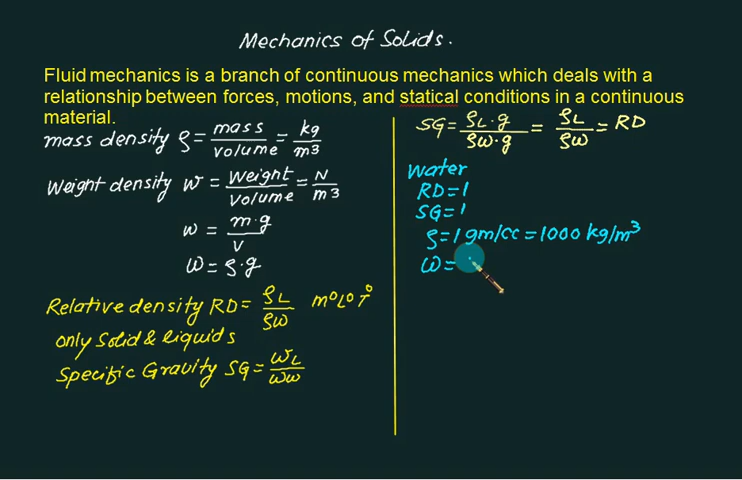 Mechanics of Solids.
Fluid mechanics is a branch of continuous mechanics which deals with a
relationship between forces, motions, and statical conditions in a continuous
material.
mass density ρ = mass/volume = kg/m³
Weight density w = Weight/Volume = N/m³
w = m·g/v
w = ρ·g
Relative density RD = ρL/ρw M°L°T°
only Solid & liquids
Specific Gravity SG = wL/ww
SG = ρL·g/ρw·g = ρL/ρw = RD
Water
RD = 1
SG = 1
ρ = 1 gm/cc = 1000 kg/m³
w =